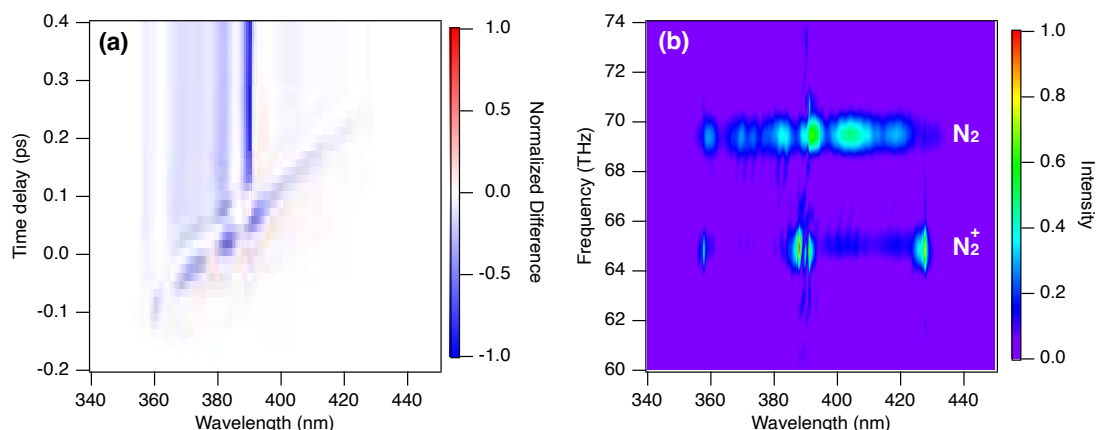 (a)
0.4
0.3
0.2
0.1
0.0
-0.1
-0.2
Time delay (ps)
340 360 380 400 420 440
Wavelength (nm)
1.0
0.5
0.0
-0.5
-1.0
Normalized Difference
(b)
74
72
70
68
66
64
62
60
Frequency (THz)
N₂
N₂⁺
340 360 380 400 420 440
Wavelength (nm)
1.0
0.8
0.6
0.4
0.2
0.0
Intensity